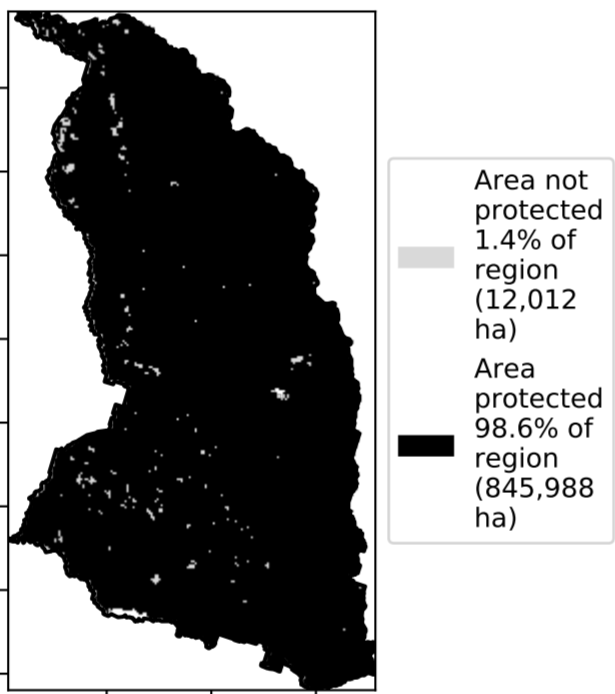 Area not
protected
1.4% of
region
(12,012
ha)
Area
protected
98.6% of
region
(845,988
ha)